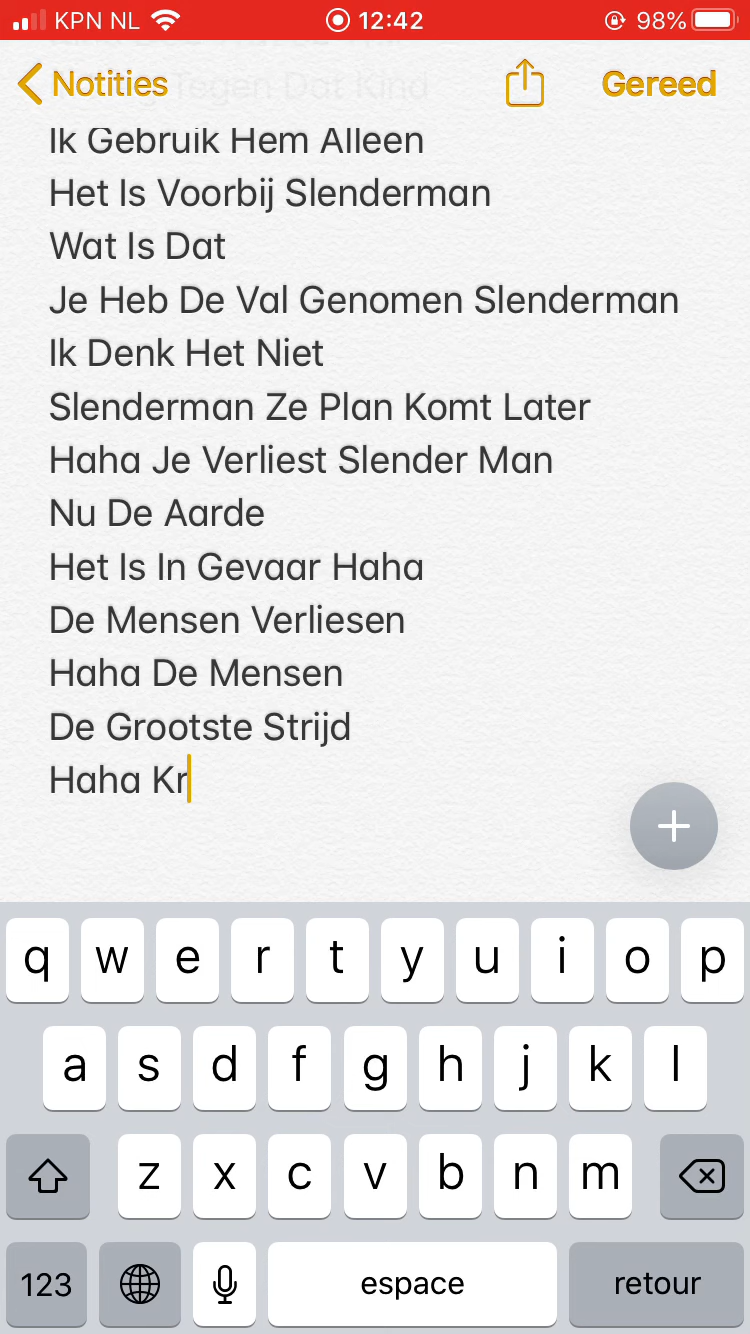 KPN NL 12:42 98%
Notities Tegen Dat Kind Gereed
Ik Gebruik Hem Alleen
Het Is Voorbij Slenderman
Wat Is Dat
Je Heb De Val Genomen Slenderman
Ik Denk Het Niet
Slenderman Ze Plan Komt Later
Haha Je Verliest Slender Man
Nu De Aarde
Het Is In Gevaar Haha
De Mensen Verliesen
Haha De Mensen
De Grootste Strijd
Haha Kr
q w e r t y u i o p
a s d f g h j k l
z x c v b n m
123 espace retour